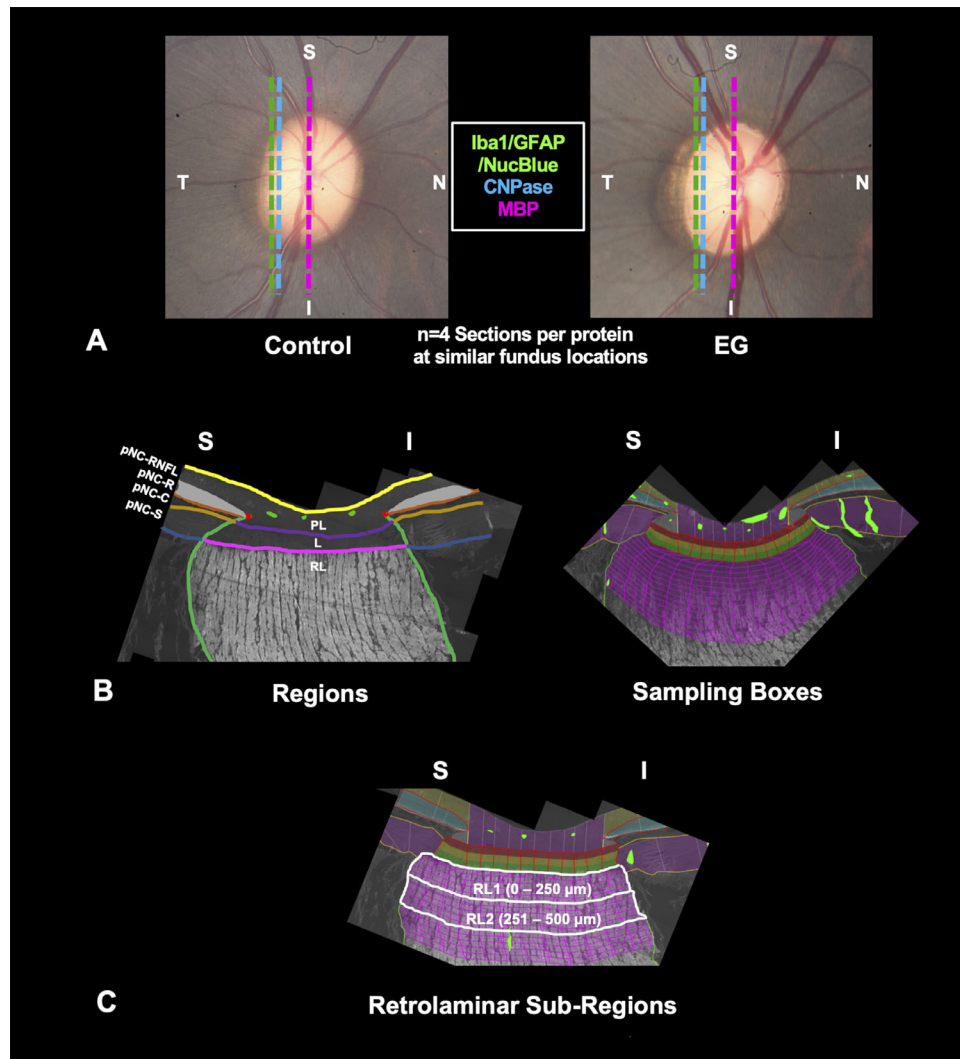 S
T
N
I
Iba1/GFAP
/NucBlue
CNPase
MBP
S
T
N
I
A
Control
n=4 Sections per protein
at similar fundus locations
EG
S
I
pNC-RNFL
pNC-R
pNC-C
pNC-S
PL
L
RL
S
I
B
Regions
Sampling Boxes
S
I
RL1 (0 – 250 µm)
RL2 (251 – 500 µm)
C
Retrolaminar Sub-Regions